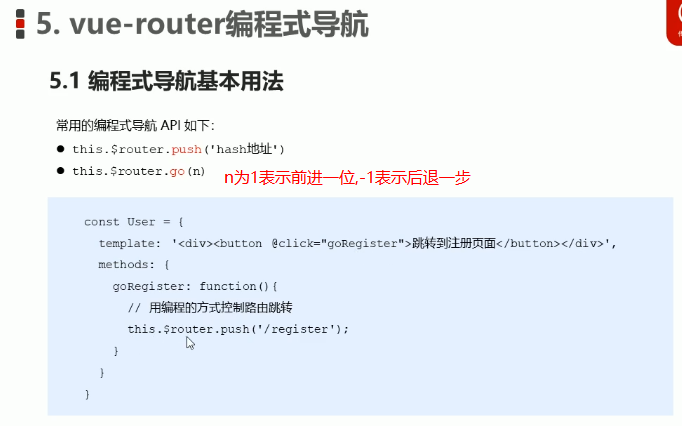 5. vue-router编程式导航
5.1 编程式导航基本用法
常用的编程式导航 API 如下：
● this.$router.push('hash地址')
● this.$router.go(n)
n为1表示前进一位,-1表示后退一步
const User = {
template: '<div><button @click="goRegister">跳转到注册页面</button></div>',
methods: {
goRegister: function(){
// 用编程的方式控制路由跳转
this.$router.push('/register');
}
}
}